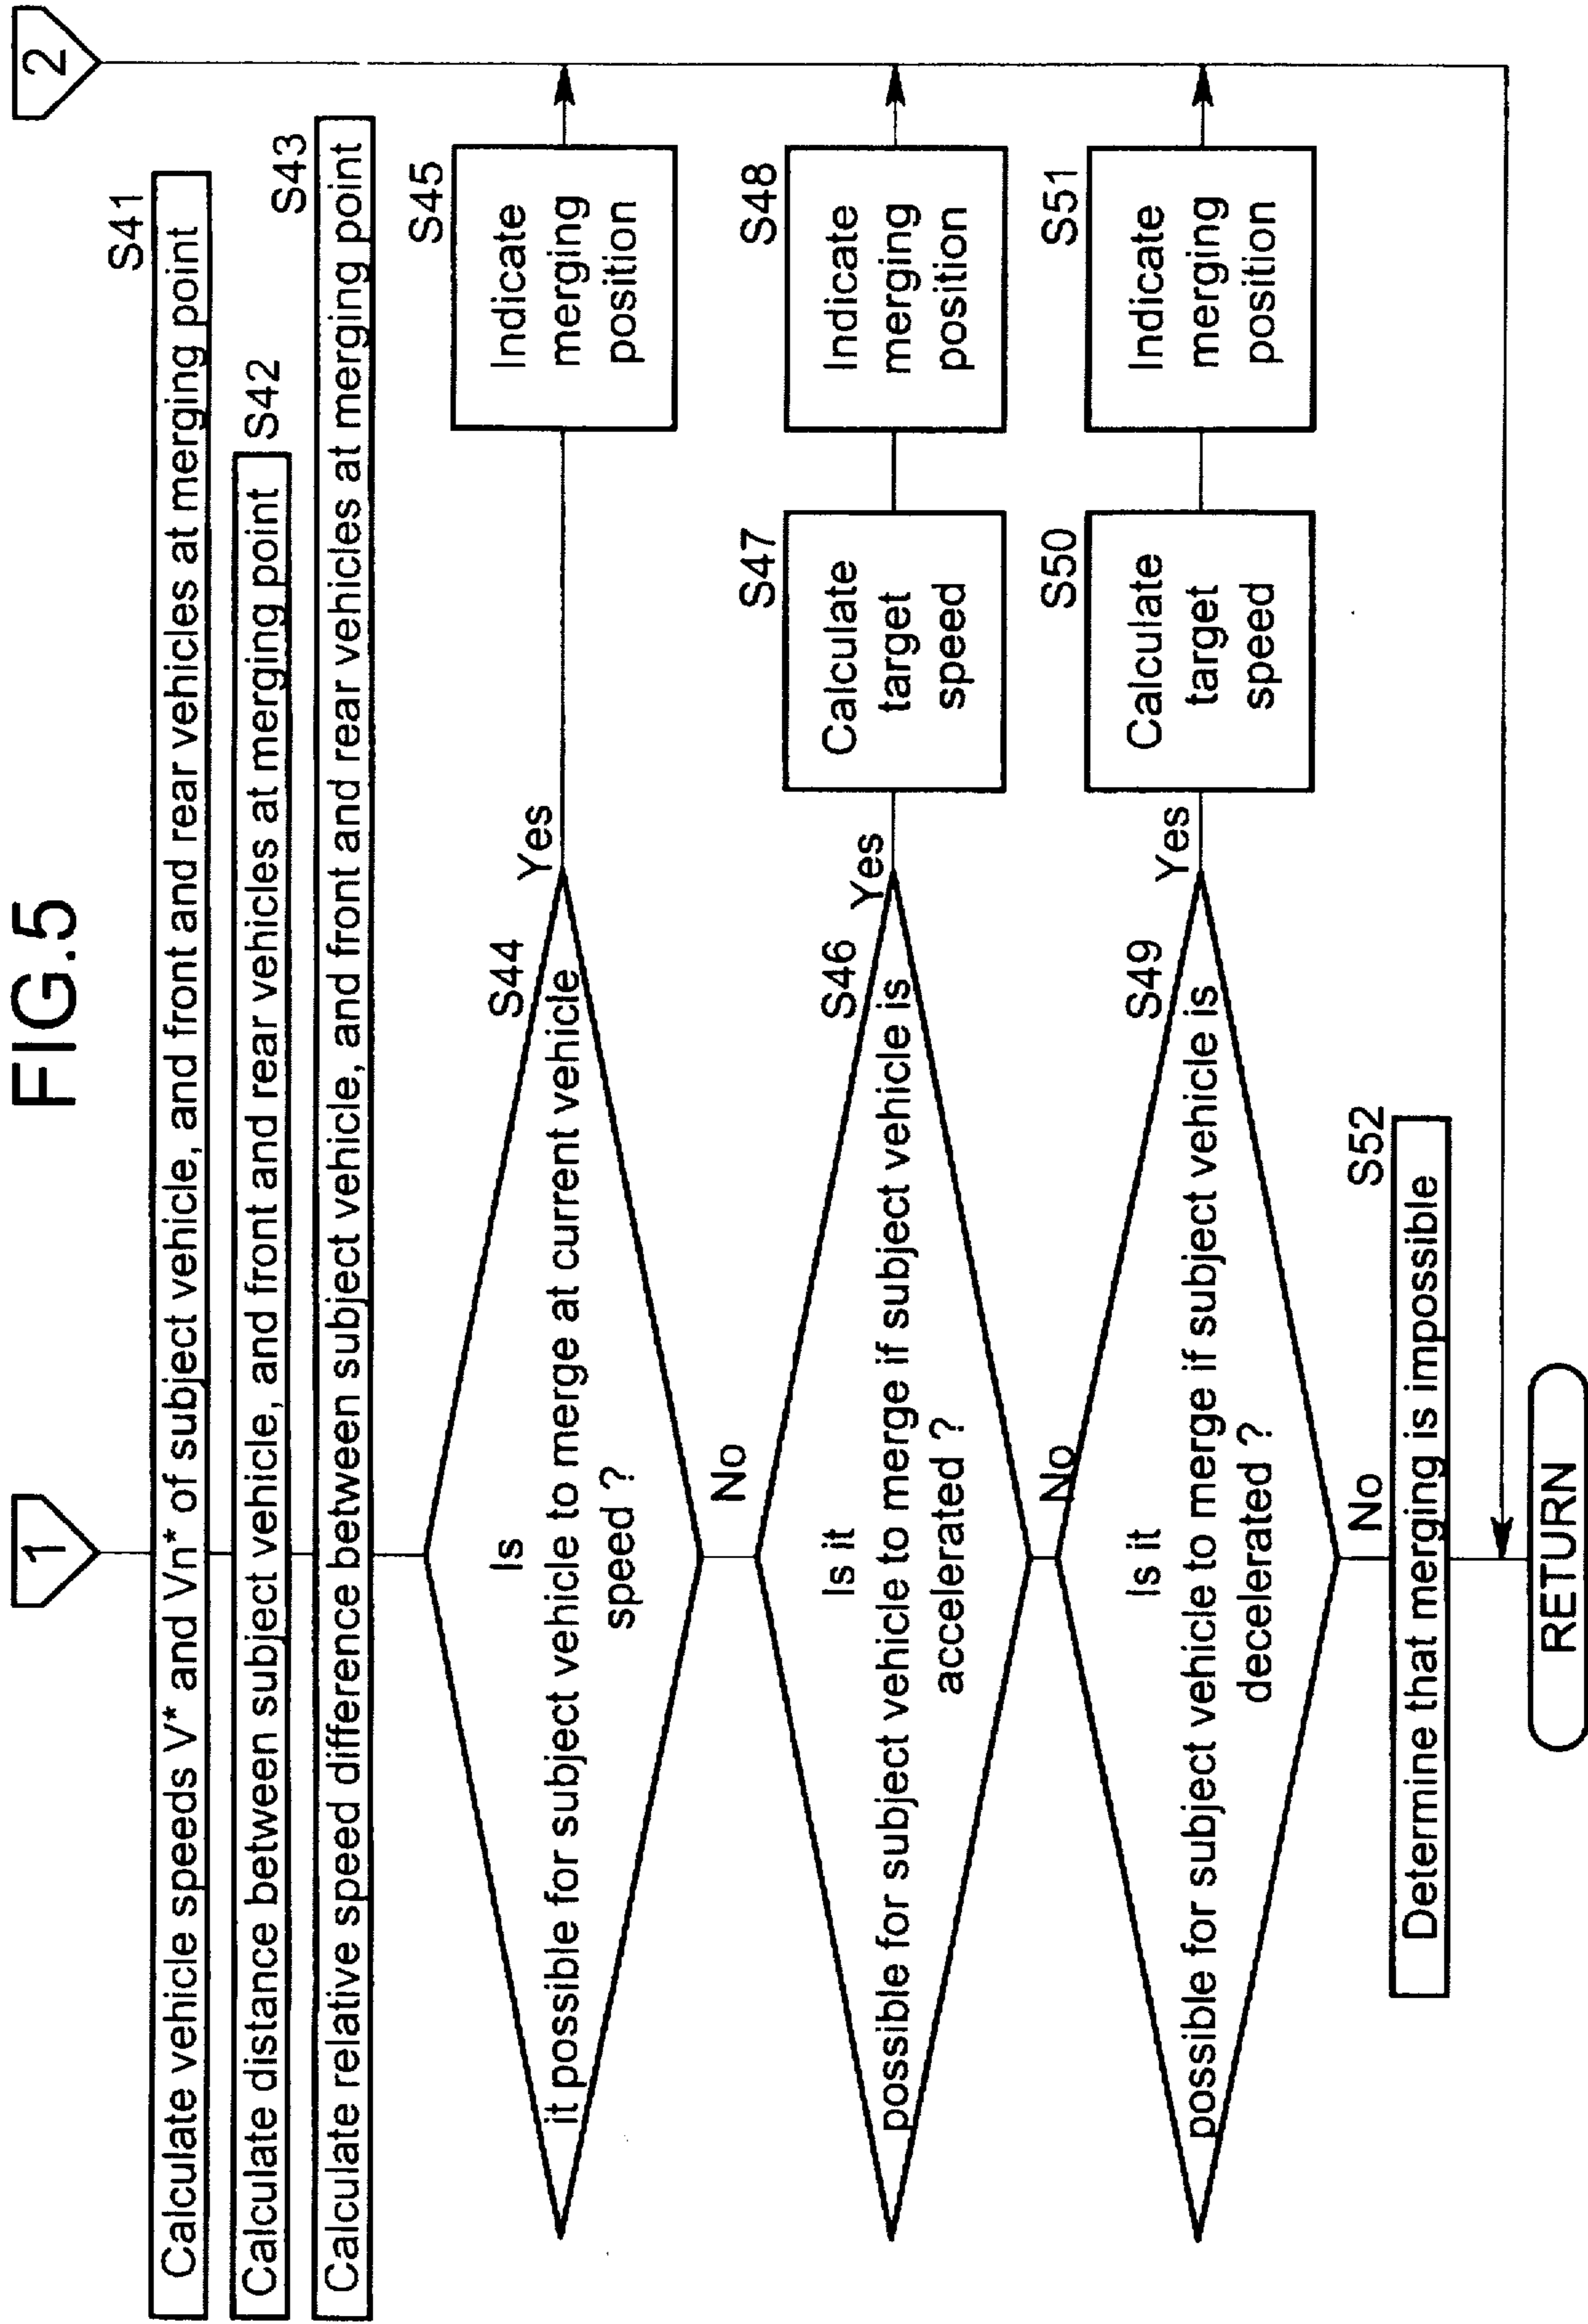 FIG.5
1
2
S41
Calculate vehicle speeds V* and Vn* of subject vehicle, and front and rear vehicles at merging point
S42
Calculate distance between subject vehicle, and front and rear vehicles at merging point
S43
Calculate relative speed difference between subject vehicle, and front and rear vehicles at merging point
S44
Is
it possible for subject vehicle to merge at current vehicle
speed ?
Yes
S45
Indicate
merging
position
No
S46
Is it
possible for subject vehicle to merge if subject vehicle is
accelerated ?
Yes
S47
Calculate
target
speed
S48
Indicate
merging
position
No
S49
Is it
possible for subject vehicle to merge if subject vehicle is
decelerated ?
Yes
S50
Calculate
target
speed
S51
Indicate
merging
position
No
S52
Determine that merging is impossible
RETURN